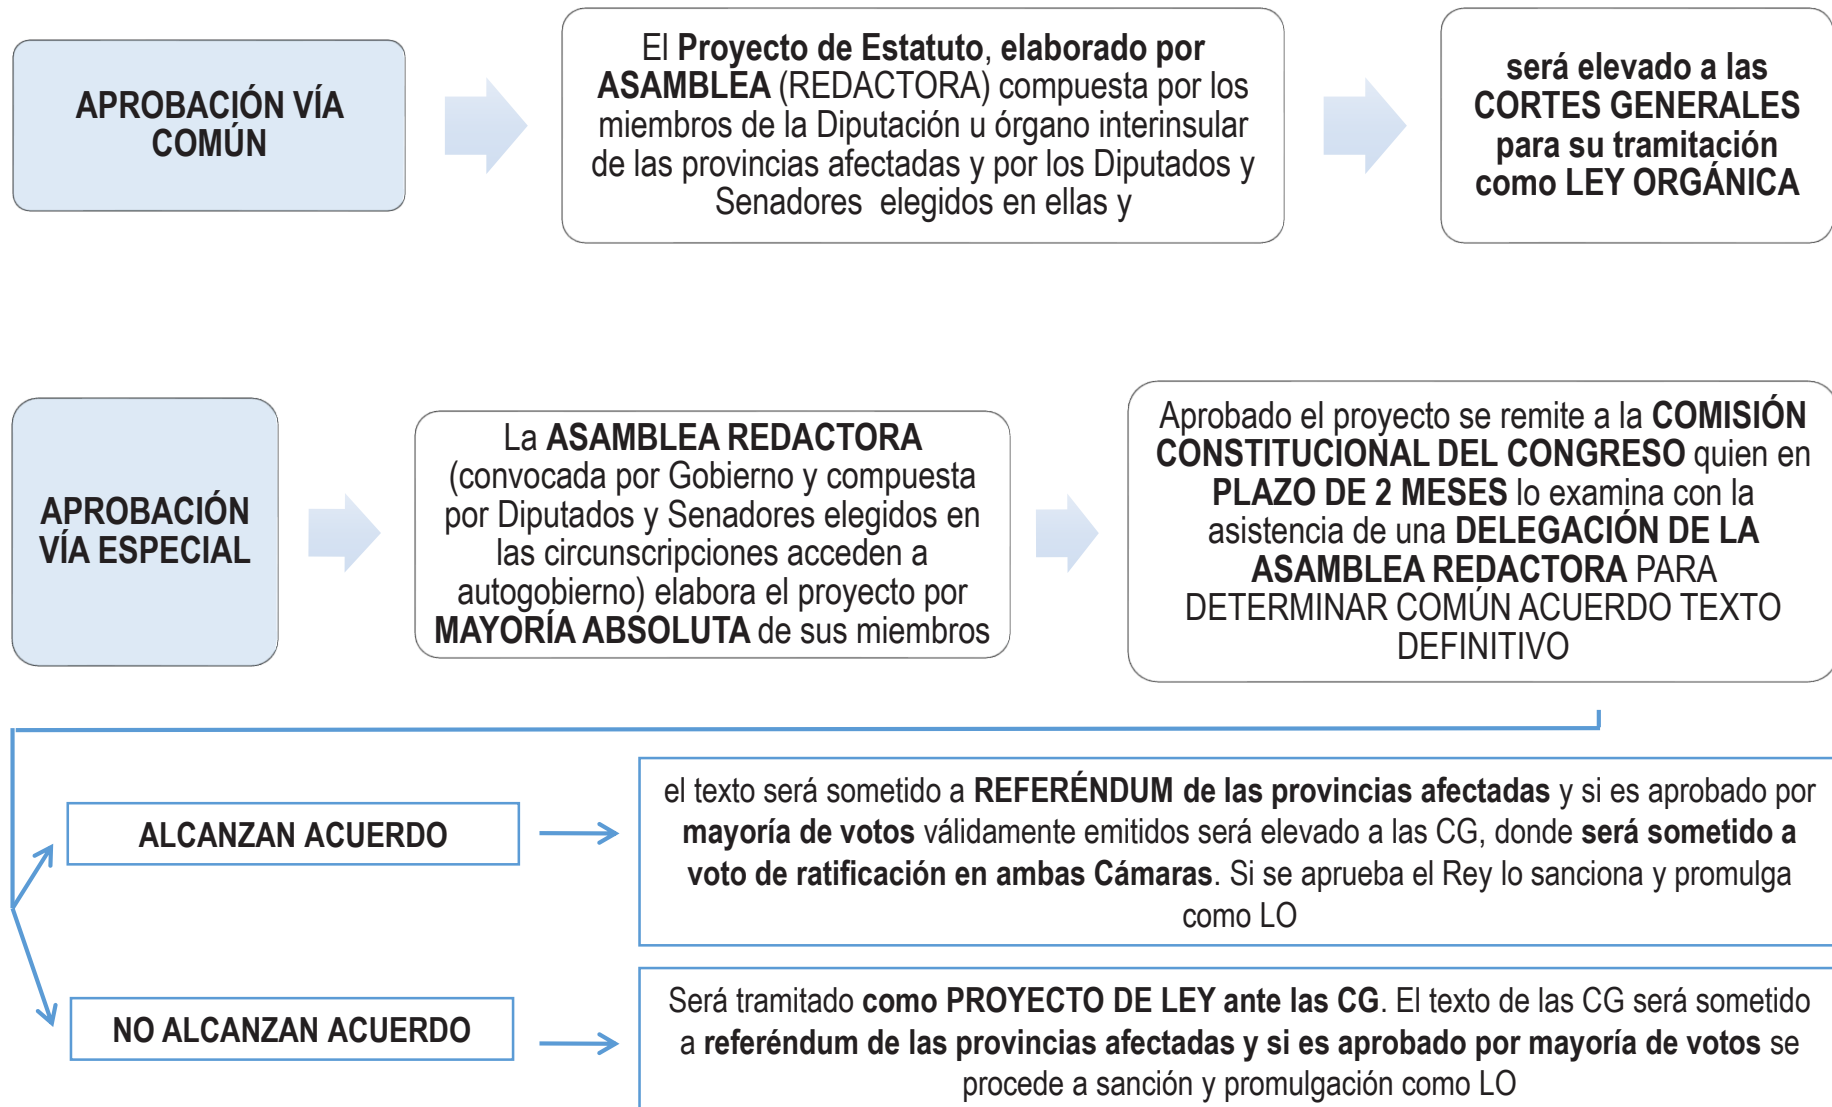 APROBACIÓN VÍA
COMÚN
El Proyecto de Estatuto, elaborado por
ASAMBLEA (REDACTORA) compuesta por los
miembros de la Diputación u órgano interinsular
de las provincias afectadas y por los Diputados y
Senadores elegidos en ellas y
será elevado a las
CORTES GENERALES
para su tramitación
como LEY ORGÁNICA
APROBACIÓN
VÍA ESPECIAL
La ASAMBLEA REDACTORA
(convocada por Gobierno y compuesta
por Diputados y Senadores elegidos en
las circunscripciones acceden a
autogobierno) elabora el proyecto por
MAYORÍA ABSOLUTA de sus miembros
Aprobado el proyecto se remite a la COMISIÓN
CONSTITUCIONAL DEL CONGRESO quien en
PLAZO DE 2 MESES lo examina con la
asistencia de una DELEGACIÓN DE LA
ASAMBLEA REDACTORA PARA
DETERMINAR COMÚN ACUERDO TEXTO
DEFINITIVO
ALCANZAN ACUERDO
el texto será sometido a REFERÉNDUM de las provincias afectadas y si es aprobado por
mayoría de votos válidamente emitidos será elevado a las CG, donde será sometido a
voto de ratificación en ambas Cámaras. Si se aprueba el Rey lo sanciona y promulga
como LO
NO ALCANZAN ACUERDO
Será tramitado como PROYECTO DE LEY ante las CG. El texto de las CG será sometido
a referéndum de las provincias afectadas y si es aprobado por mayoría de votos se
procede a sanción y promulgación como LO